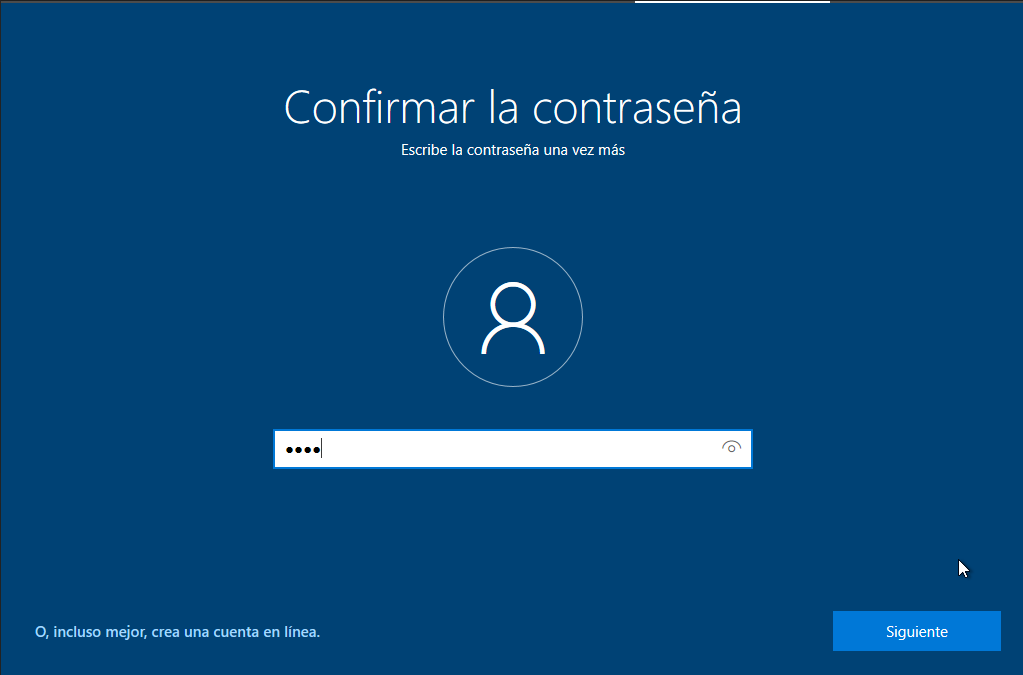 Confirmar la contraseña
Escribe la contraseña una vez más
••••
O, incluso mejor, crea una cuenta en línea.
Siguiente